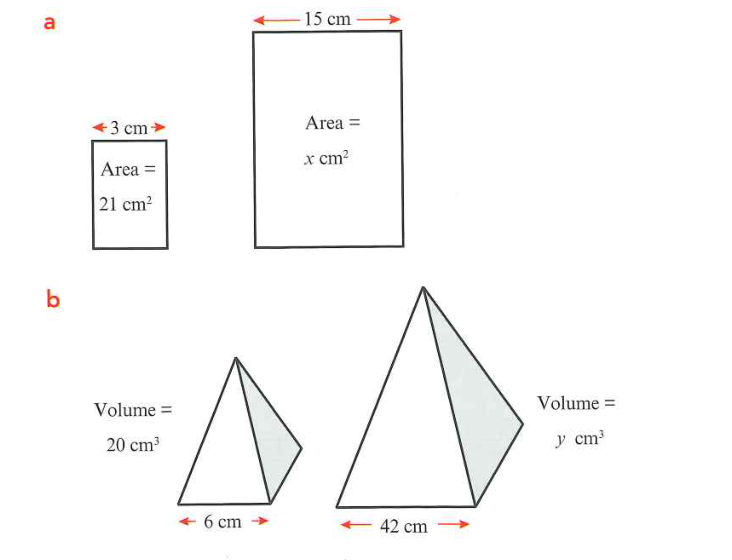 a
15 cm
Area =
x cm²
3 cm
Area =
21 cm²
b
Volume =
20 cm³
6 cm
Volume =
y cm³
42 cm